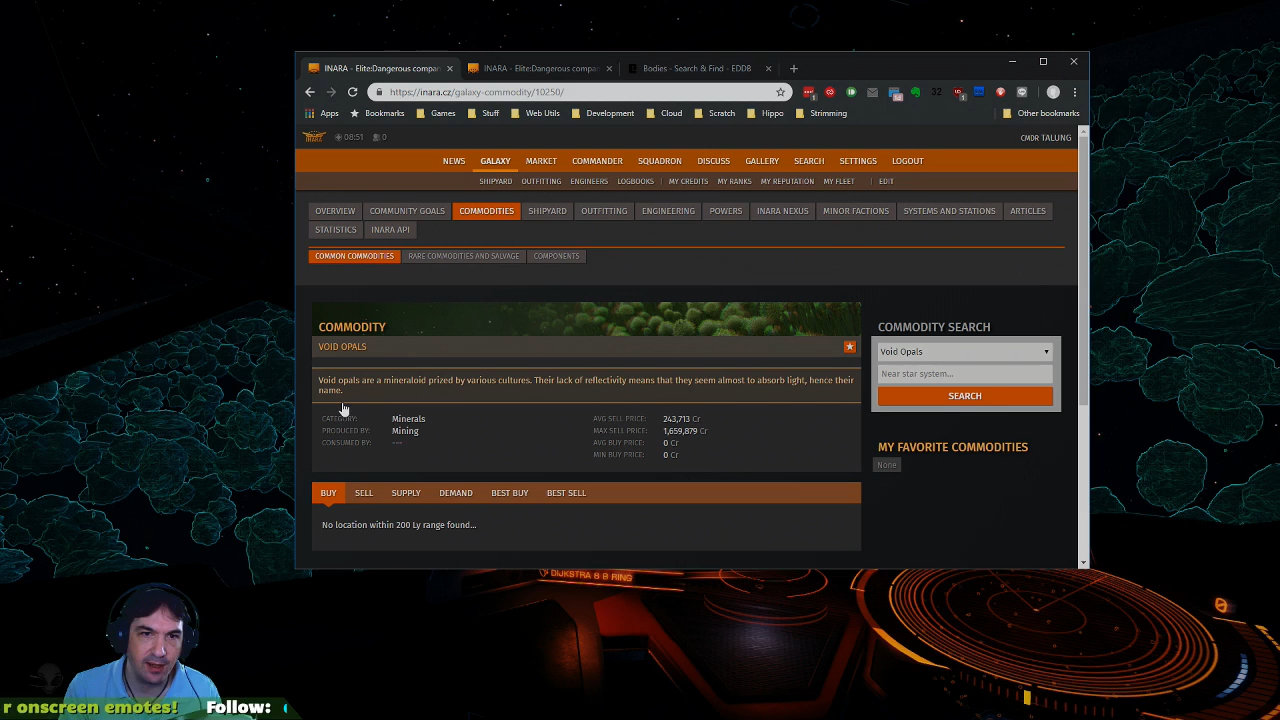 INARA - Elite:Dangerous compan
INARA - Elite:Dangerous compa
Bodies - Search & Find - EDDB
https://inara.cz/galaxy-commodity/10250/
Apps
Bookmarks
Games
Stuff
Web Utils
Development
Cloud
Scratch
Hippo
Strimming
Other bookmarks
INARA
08:51
0
CMDR TALUNG
NEWS
GALAXY
MARKET
COMMANDER
SQUADRON
DISCUSS
GALLERY
SEARCH
SETTINGS
LOGOUT
SHIPYARD
OUTFITTING
ENGINEERS
LOGBOOKS
MY CREDITS
MY RANKS
MY REPUTATION
MY FLEET
EDIT
OVERVIEW
COMMUNITY GOALS
COMMODITIES
SHIPYARD
OUTFITTING
ENGINEERING
POWERS
INARA NEXUS
MINOR FACTIONS
SYSTEMS AND STATIONS
ARTICLES
STATISTICS
INARA API
COMMON COMMODITIES
RARE COMMODITIES AND SALVAGE
COMPONENTS
COMMODITY
VOID OPALS
Void opals are a mineraloid prized by various cultures. Their lack of reflectivity means that they seem almost to absorb light, hence their
name.
CATEGORY: Minerals
PRODUCED BY: Mining
CONSUMED BY: ---
AVG SELL PRICE: 243,713 Cr
MAX SELL PRICE: 1,659,879 Cr
AVG BUY PRICE: 0 Cr
MIN BUY PRICE: 0 Cr
BUY
SELL
SUPPLY
DEMAND
BEST BUY
BEST SELL
No location within 200 Ly range found...
COMMODITY SEARCH
Void Opals
Near star system...
SEARCH
MY FAVORITE COMMODITIES
None
DIJKSTRA 8 B RING
r onscreen emotes!
Follow: